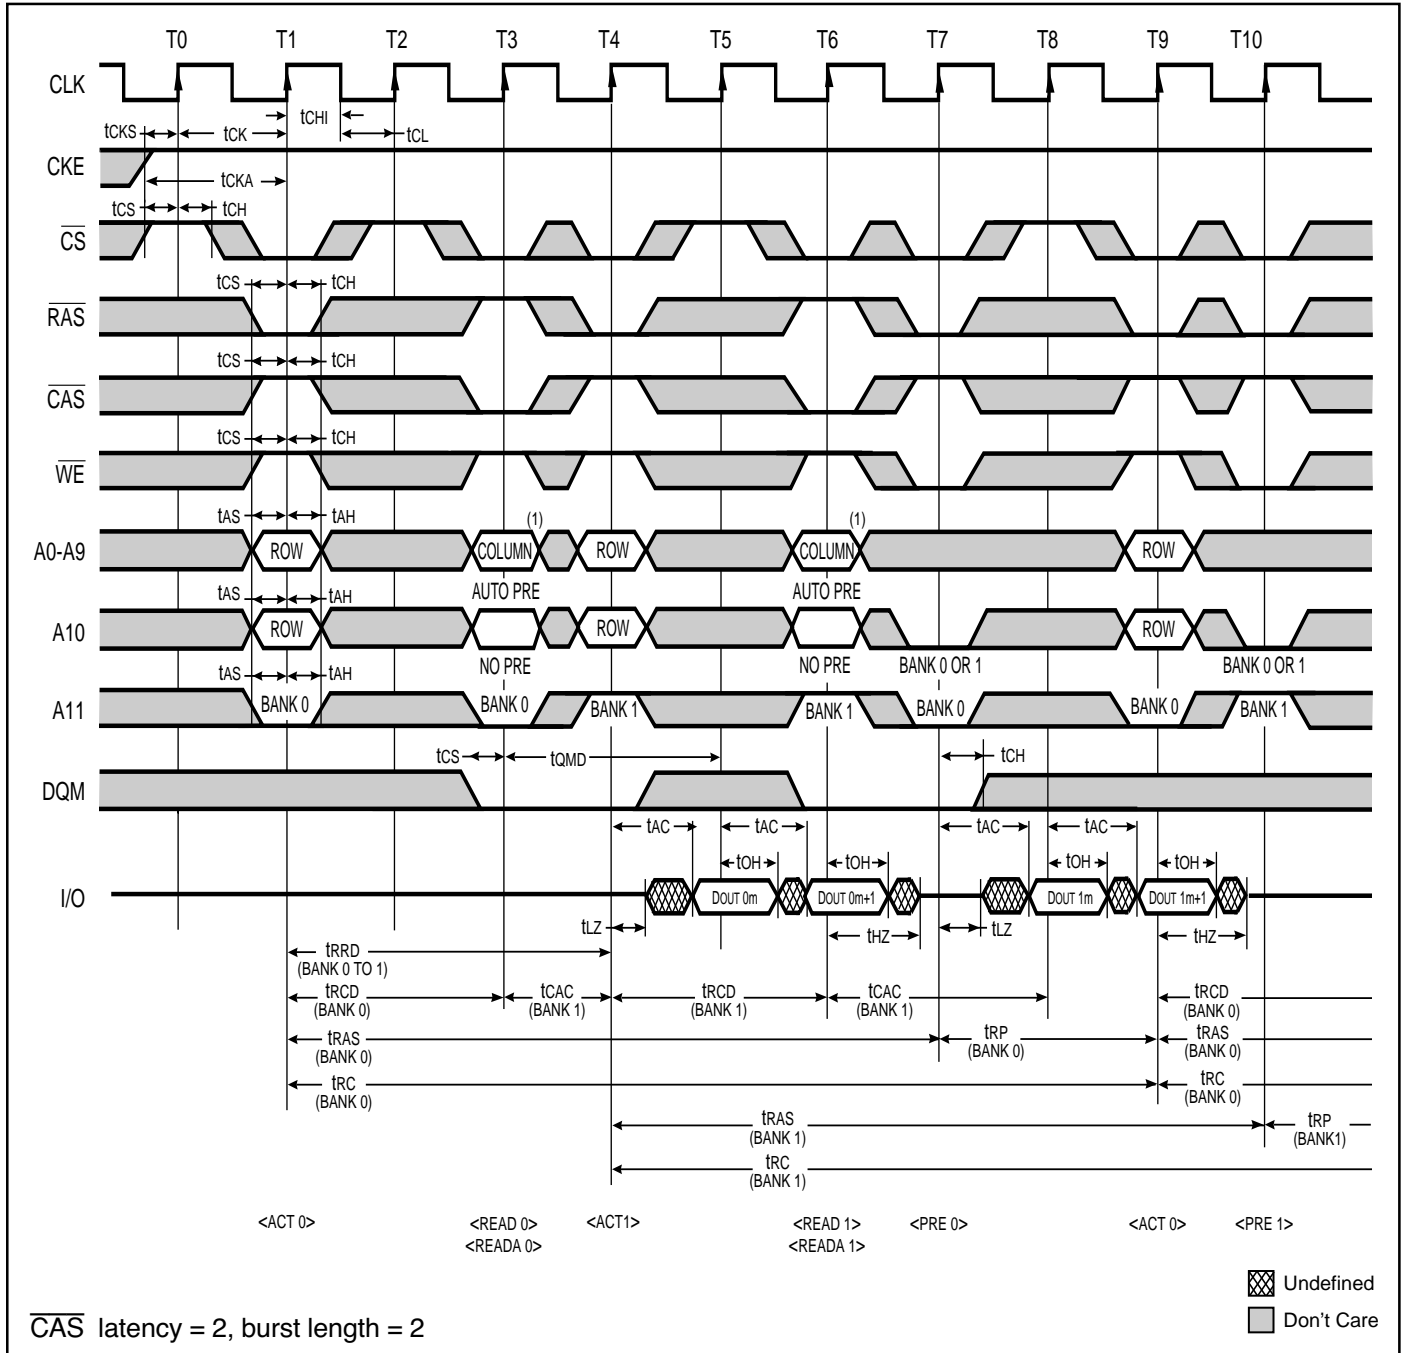 T0 T1 T2 T3 T4 T5 T6 T7 T8 T9 T10
CLK
tCHI
tCKS tCK tCL
CKE
tCKA
tCS tCH
CS
tCS tCH
RAS
tCS tCH
CAS
tCS tCH
WE
tAS tAH (1) (1)
A0-A9 ROW COLUMN ROW COLUMN ROW
AUTO PRE AUTO PRE
tAS tAH
A10 ROW ROW ROW
NO PRE NO PRE BANK 0 OR 1 BANK 0 OR 1
tAS tAH
A11 BANK 0 BANK 0 BANK 1 BANK 1 BANK 0 BANK 0 BANK 1
tCS tQMD tCH
DQM
tAC tAC tAC tAC
tOH tOH tOH tOH
I/O DOUT 0m DOUT 0m+1 DOUT 1m DOUT 1m+1
tLZ tHZ tLZ tHZ
tRRD
(BANK 0 TO 1)
tRCD tCAC tRCD tCAC tRCD
(BANK 0) (BANK 1) (BANK 1) (BANK 1) (BANK 0)
tRAS tRP tRAS
(BANK 0) (BANK 0) (BANK 0)
tRC tRC
(BANK 0) (BANK 0)
tRAS tRP
(BANK 1) (BANK1)
tRC
(BANK 1)
<ACT 0> <READ 0> <ACT1> <READ 1> <PRE 0> <ACT 0> <PRE 1>
<READA 0> <READA 1>
Undefined
Don't Care
CAS latency = 2, burst length = 2